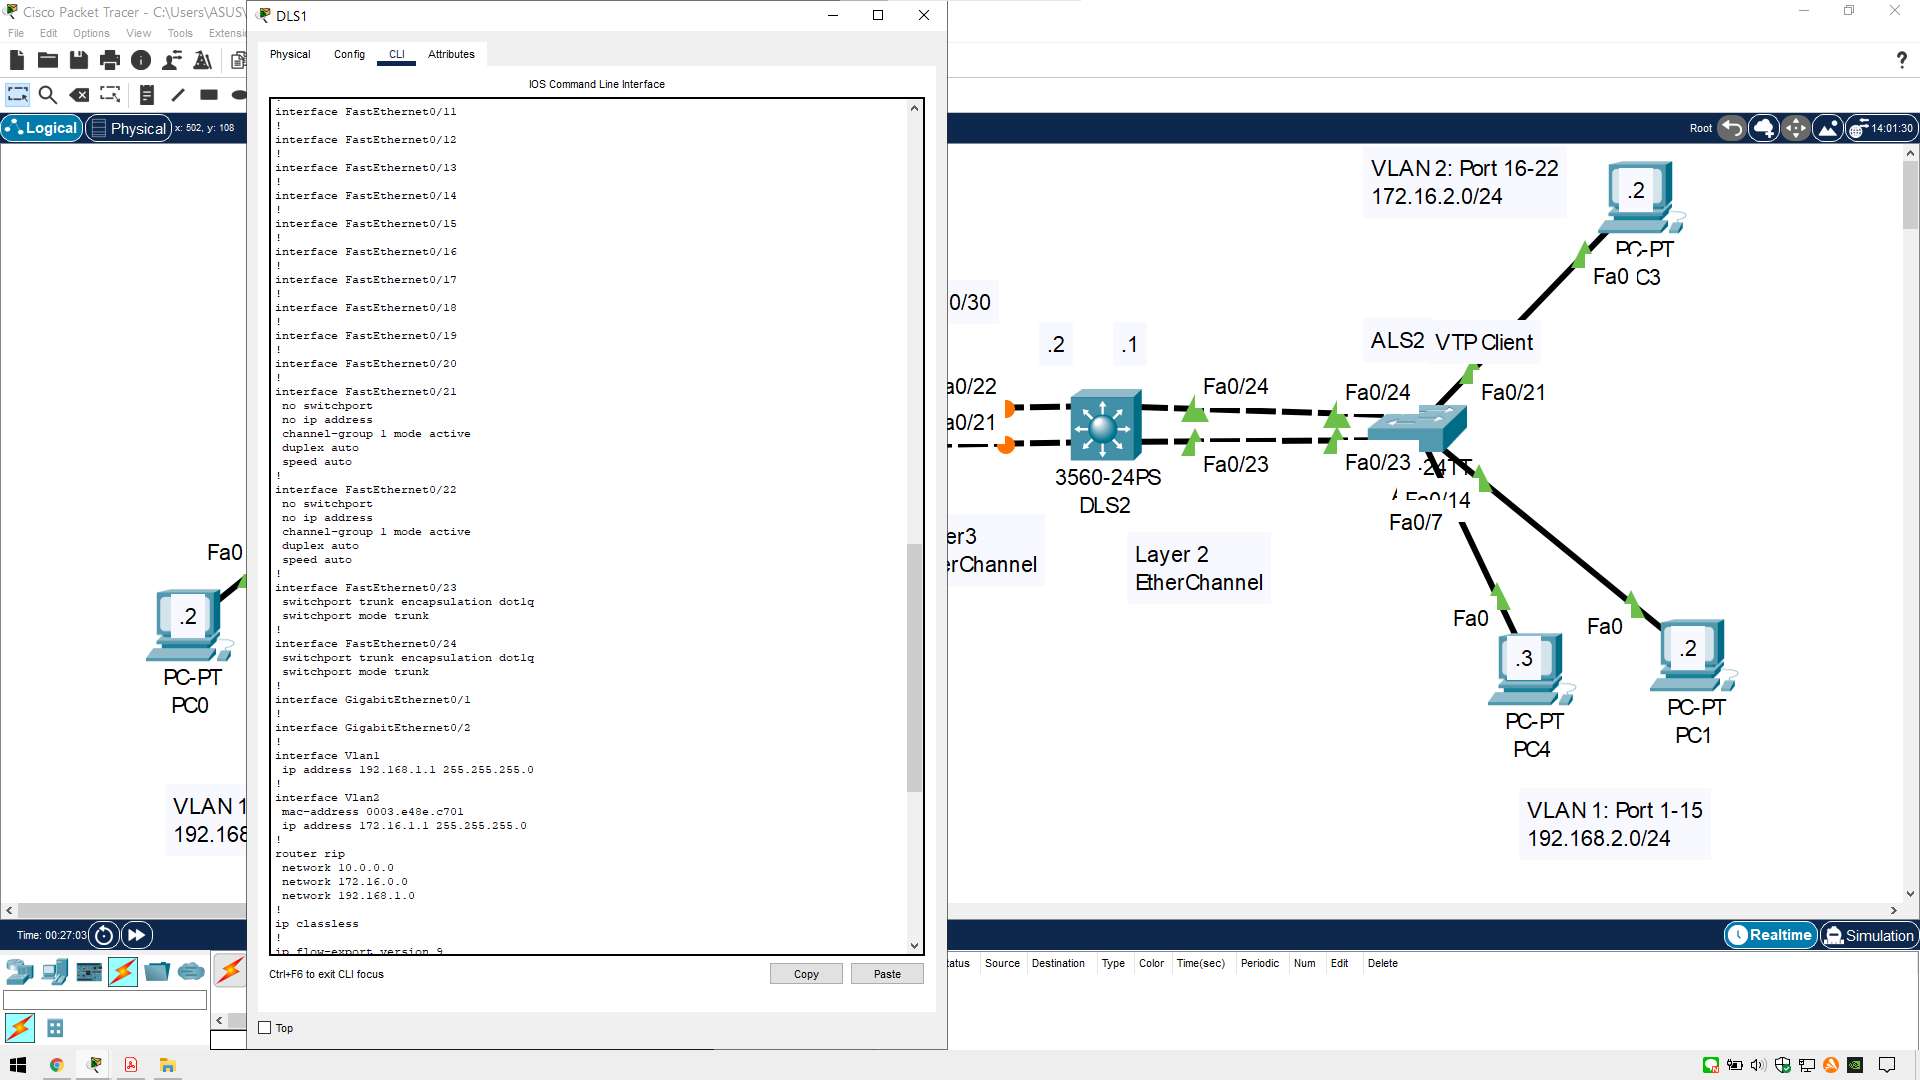 Cisco Packet Tracer - C:\Users\ASUS\
File Edit Options View Tools Extensi
Logical
Physical
x: 502, y: 108
DLS1
Physical Config CLI Attributes
IOS Command Line Interface
interface FastEthernet0/11
!
interface FastEthernet0/12
!
interface FastEthernet0/13
!
interface FastEthernet0/14
!
interface FastEthernet0/15
!
interface FastEthernet0/16
!
interface FastEthernet0/17
!
interface FastEthernet0/18
!
interface FastEthernet0/19
!
interface FastEthernet0/20
!
interface FastEthernet0/21
no switchport
no ip address
channel-group 1 mode active
duplex auto
speed auto
!
interface FastEthernet0/22
no switchport
no ip address
channel-group 1 mode active
duplex auto
speed auto
!
interface FastEthernet0/23
switchport trunk encapsulation dot1q
switchport mode trunk
!
interface FastEthernet0/24
switchport trunk encapsulation dot1q
switchport mode trunk
!
interface GigabitEthernet0/1
!
interface GigabitEthernet0/2
!
interface Vlan1
ip address 192.168.1.1 255.255.255.0
!
interface Vlan2
mac-address 0003.e48e.c701
ip address 172.16.1.1 255.255.255.0
!
router rip
network 10.0.0.0
network 172.16.0.0
network 192.168.1.0
!
ip classless
!
ip flow-export version 9
Ctrl+F6 to exit CLI focus
Copy
Paste
Top
Root
14:01:30
VLAN 2: Port 16-22
172.16.2.0/24
.2
PC-PT
Fa0
C3
0/30
.2
.1
ALS2
VTP Client
a0/22
Fa0/24
Fa0/24
Fa0/21
a0/21
Fa0/23
Fa0/23
24TT
3560-24PS
DLS2
Fa0/14
Fa0/7
er3
erChannel
Layer 2
EtherChannel
Fa0
.2
PC-PT
PC0
VLAN 1
192.168
Fa0
.3
PC-PT
PC4
Fa0
.2
PC-PT
PC1
VLAN 1: Port 1-15
192.168.2.0/24
Time: 00:27:03
Realtime
Simulation
tatus Source Destination Type Color Time(sec) Periodic Num Edit Delete